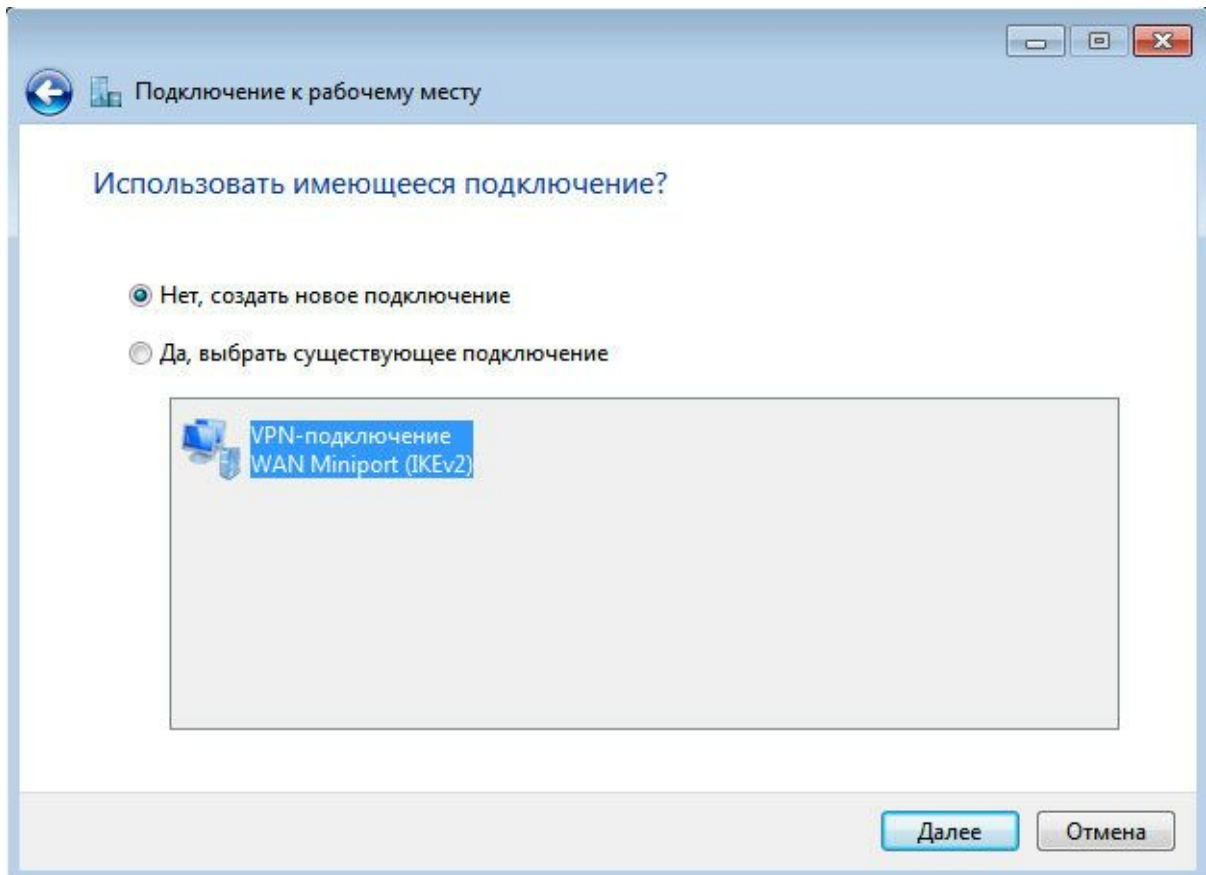 Подключение к рабочему месту
Использовать имеющееся подключение?
Нет, создать новое подключение
Да, выбрать существующее подключение
VPN-подключение
WAN Miniport (IKEv2)
Далее
Отмена